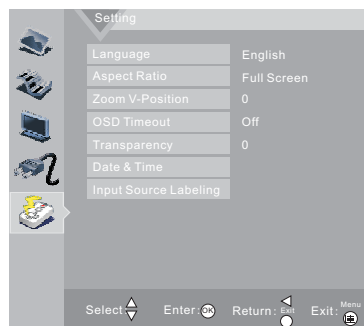 Setting
Language English
Aspect Ratio Full Screen
Zoom V-Position 0
OSD Timeout Off
Transparency 0
Date & Time
Input Source Labeling
Select: Enter: OK Return: Exit Exit: Menu